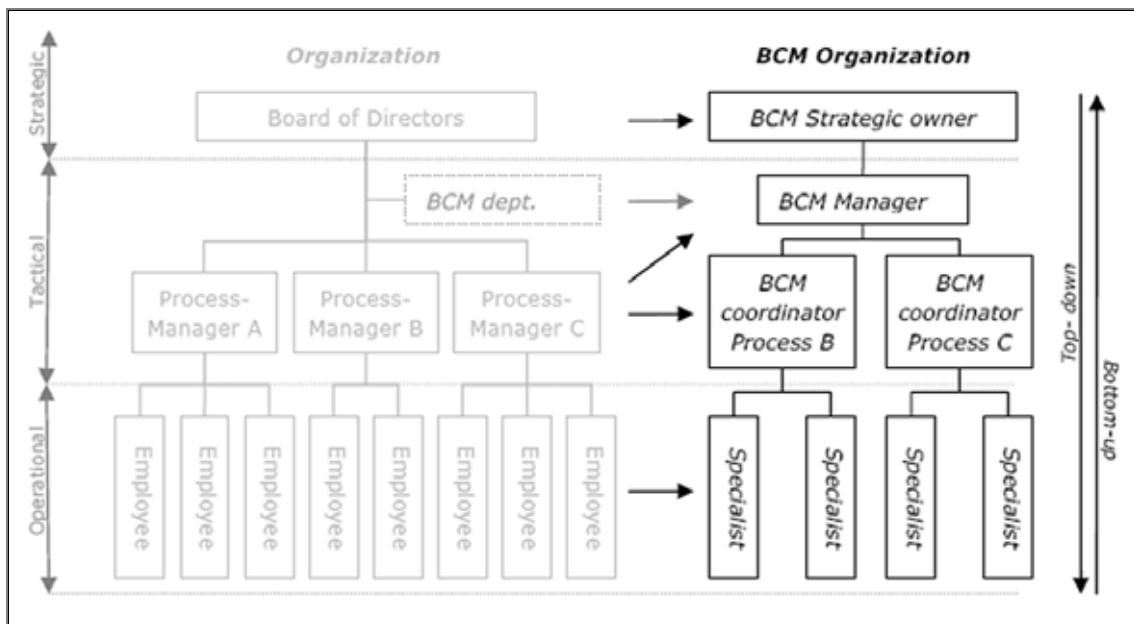 Strategic
Organization
BCM Organization
Board of Directors
BCM Strategic owner
Tactical
BCM dept.
BCM Manager
Process-
Manager A
Process-
Manager B
Process-
Manager C
BCM
coordinator
Process B
BCM
coordinator
Process C
Top- down
Bottom-up
Operational
Employee
Employee
Employee
Employee
Employee
Employee
Employee
Employee
Specialist
Specialist
Specialist
Specialist